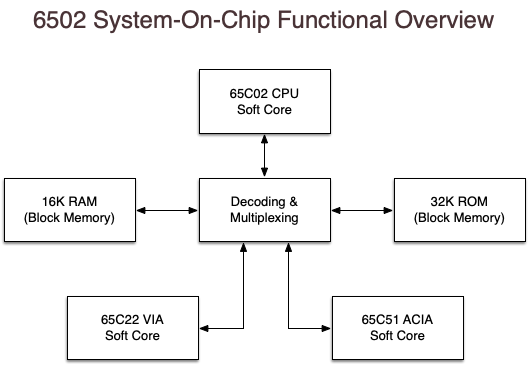 6502 System-On-Chip Functional Overview
65C02 CPU
Soft Core
16K RAM
(Block Memory)
Decoding &
Multiplexing
32K ROM
(Block Memory)
65C22 VIA
Soft Core
65C51 ACIA
Soft Core